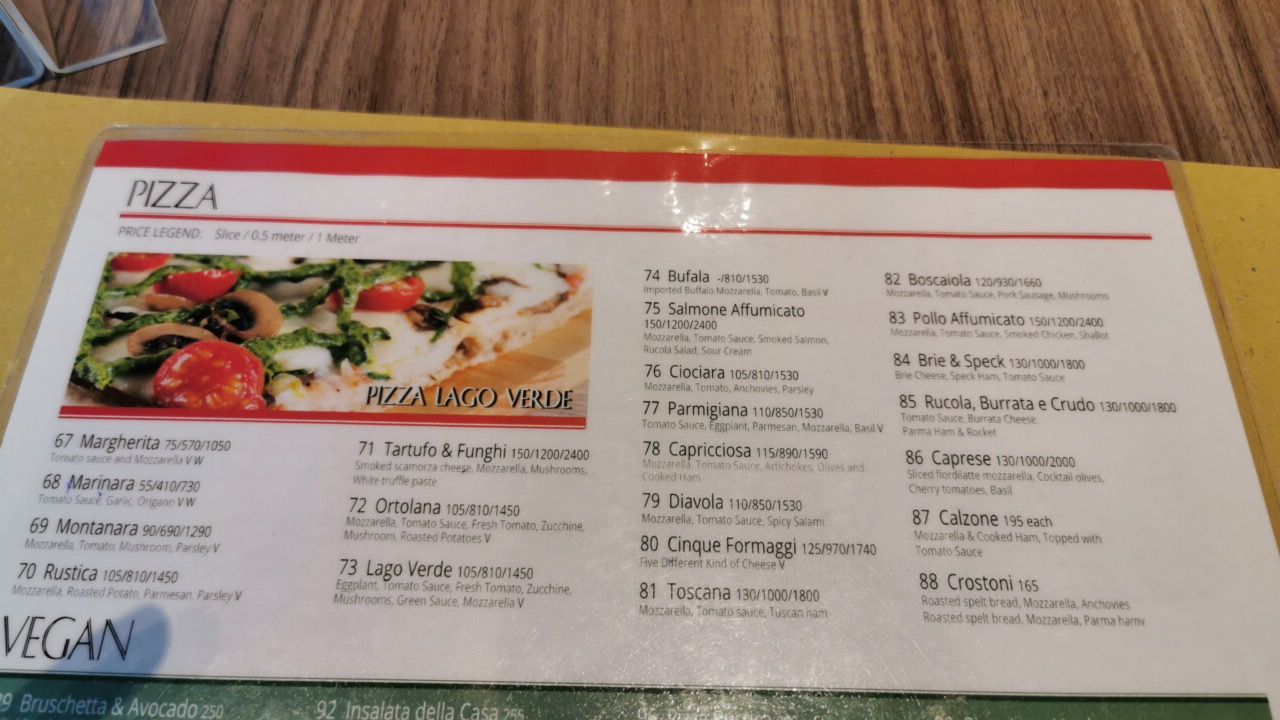 PIZZA
PRICE LEGEND: Slice / 0.5 meter / 1 Meter
PIZZA LAGO VERDE
67 Margherita 75/570/1050
Tomato sauce and Mozzarella V W
68 Marinara 55/410/730
Tomato Sauce, Garlic, Origano V W
69 Montanara 90/690/1290
Mozzarella, Tomato, Mushroom, Parsley V
70 Rustica 105/810/1450
Mozzarella, Roasted Potato, Parmesan, Parsley V
71 Tartufo & Funghi 150/1200/2400
Smoked scamorza cheese, Mozzarella, Mushrooms,
White truffle paste
72 Ortolana 105/810/1450
Mozzarella, Tomato Sauce, Fresh Tomato, Zucchine,
Mushroom, Roasted Potatoes V
73 Lago Verde 105/810/1450
Eggplant, Tomato Sauce, Fresh Tomato, Zucchine,
Mushrooms, Green Sauce, Mozzarella V
74 Bufala -/810/1530
Imported Buffalo Mozzarella, Tomato, Basil V
75 Salmone Affumicato
150/1200/2400
Mozzarella, Tomato Sauce, Smoked Salmon,
Rucola Salad, Sour Cream
76 Ciociara 105/810/1530
Mozzarella, Tomato, Anchovies, Parsley
77 Parmigiana 110/850/1530
Tomato Sauce, Eggplant, Parmesan, Mozzarella, Basil V
78 Capricciosa 115/890/1590
Mozzarella, Tomato Sauce, Artichokes, Olives and
Cooked Ham
79 Diavola 110/850/1530
Mozzarella, Tomato Sauce, Spicy Salami
80 Cinque Formaggi 125/970/1740
Five Different Kind of Cheese V
81 Toscana 130/1000/1800
Mozzarella, Tomato sauce, Tuscan ham
82 Boscaiola 120/930/1660
Mozzarella, Tomato Sauce, Pork Sausage, Mushrooms
83 Pollo Affumicato 150/1200/2400
Mozzarella, Tomato Sauce, Smoked Chicken, Shallot
84 Brie & Speck 130/1000/1800
Brie Cheese, Speck Ham, Tomato Sauce
85 Rucola, Burrata e Crudo 130/1000/1800
Tomato Sauce, Burrata Cheese,
Parma Ham & Rocket
86 Caprese 130/1000/2000
Sliced fiordilatte mozzarella, Cocktail olives,
Cherry tomatoes, Basil
87 Calzone 195 each
Mozzarella & Cooked Ham, Topped with
Tomato Sauce
88 Crostoni 165
Roasted spelt bread, Mozzarella, Anchovies
Roasted spelt bread, Mozzarella, Parma hamv
VEGAN
Bruschetta & Avocado 250
92 Insalata della Casa 255